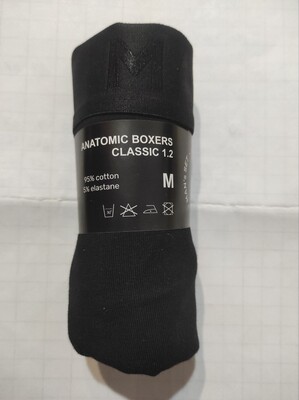 ANATOMIC BOXERS
CLASSIC 1.2
95% cotton
5% elastane
M